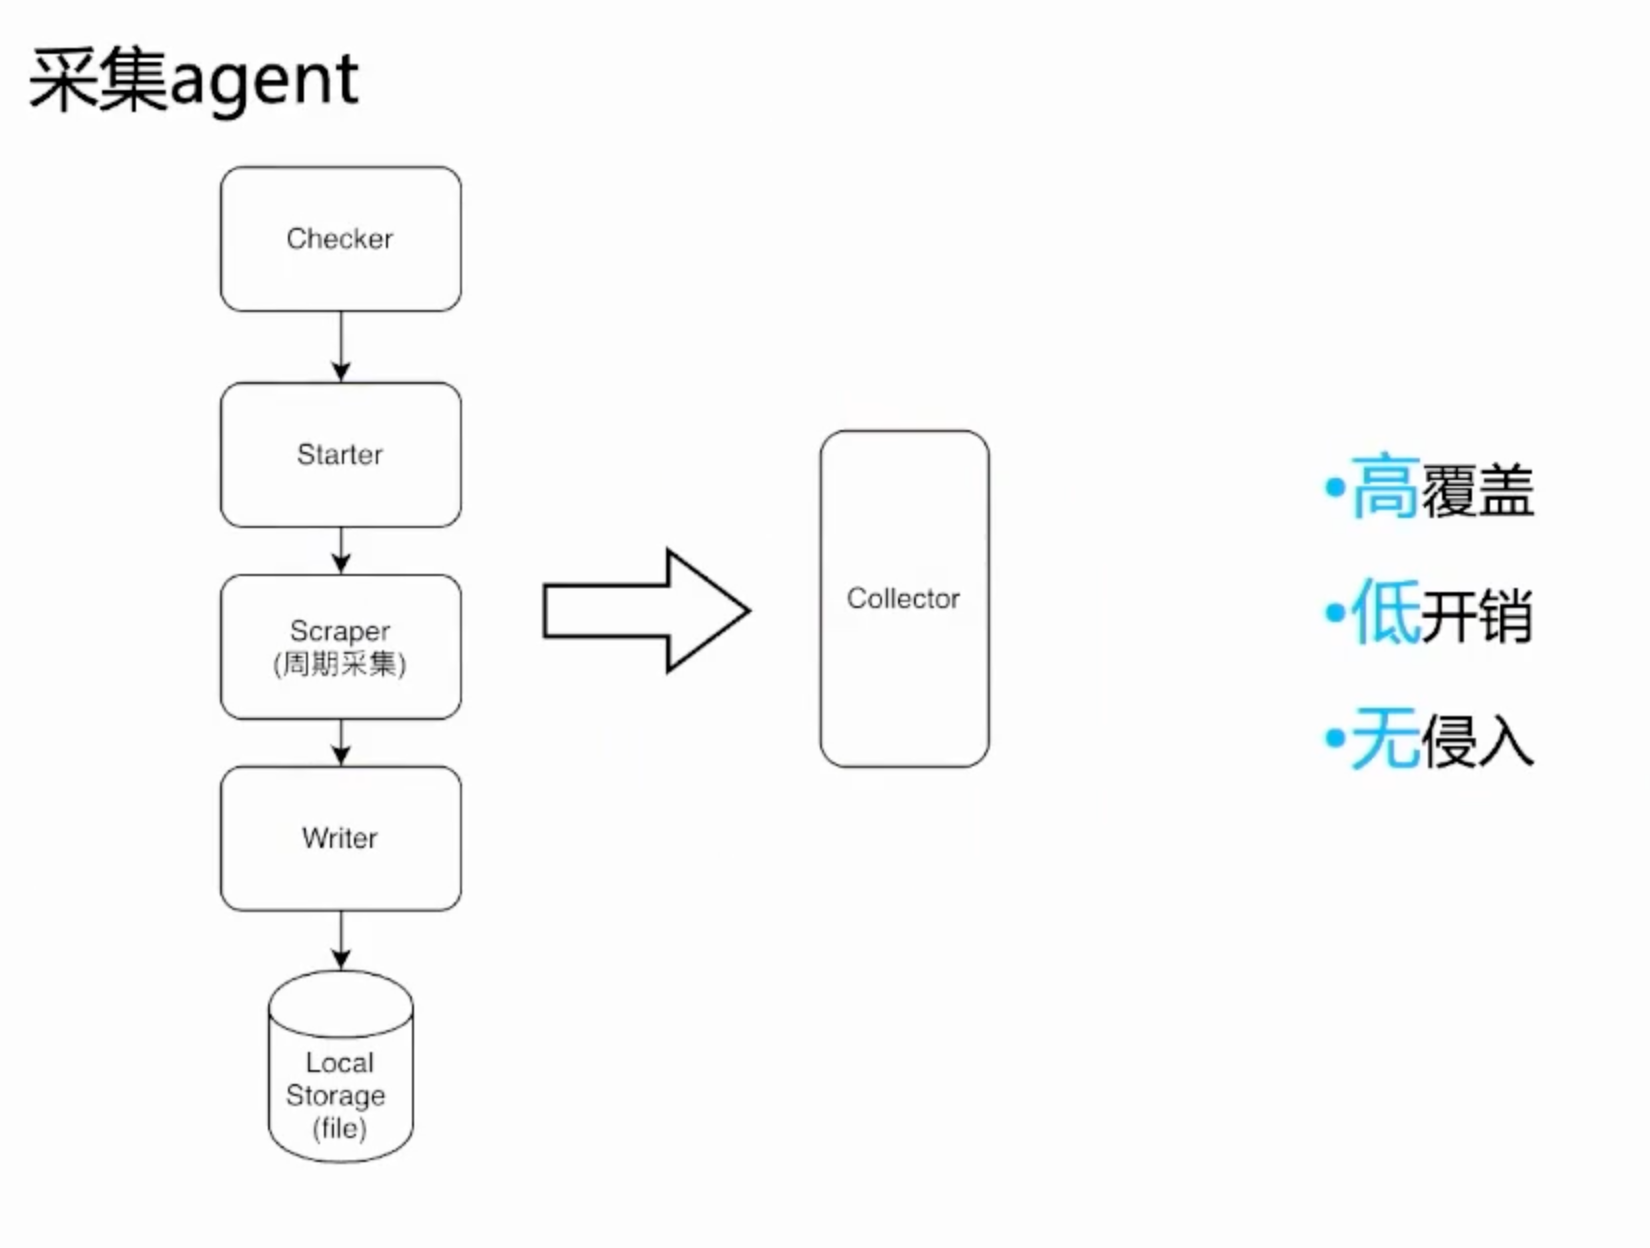 采集agent
Checker
Starter
Scraper
(周期采集)
Writer
Local
Storage
(file)
Collector
•高覆盖
•低开销
•无侵入